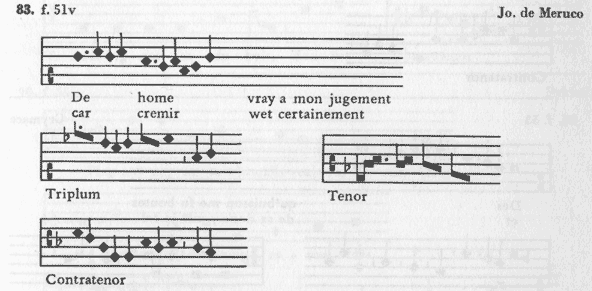 83. f. 51v Jo. de Meruco
De home vray a mon jugement
car cremir wet certainement
Triplum
Tenor
Contratenor